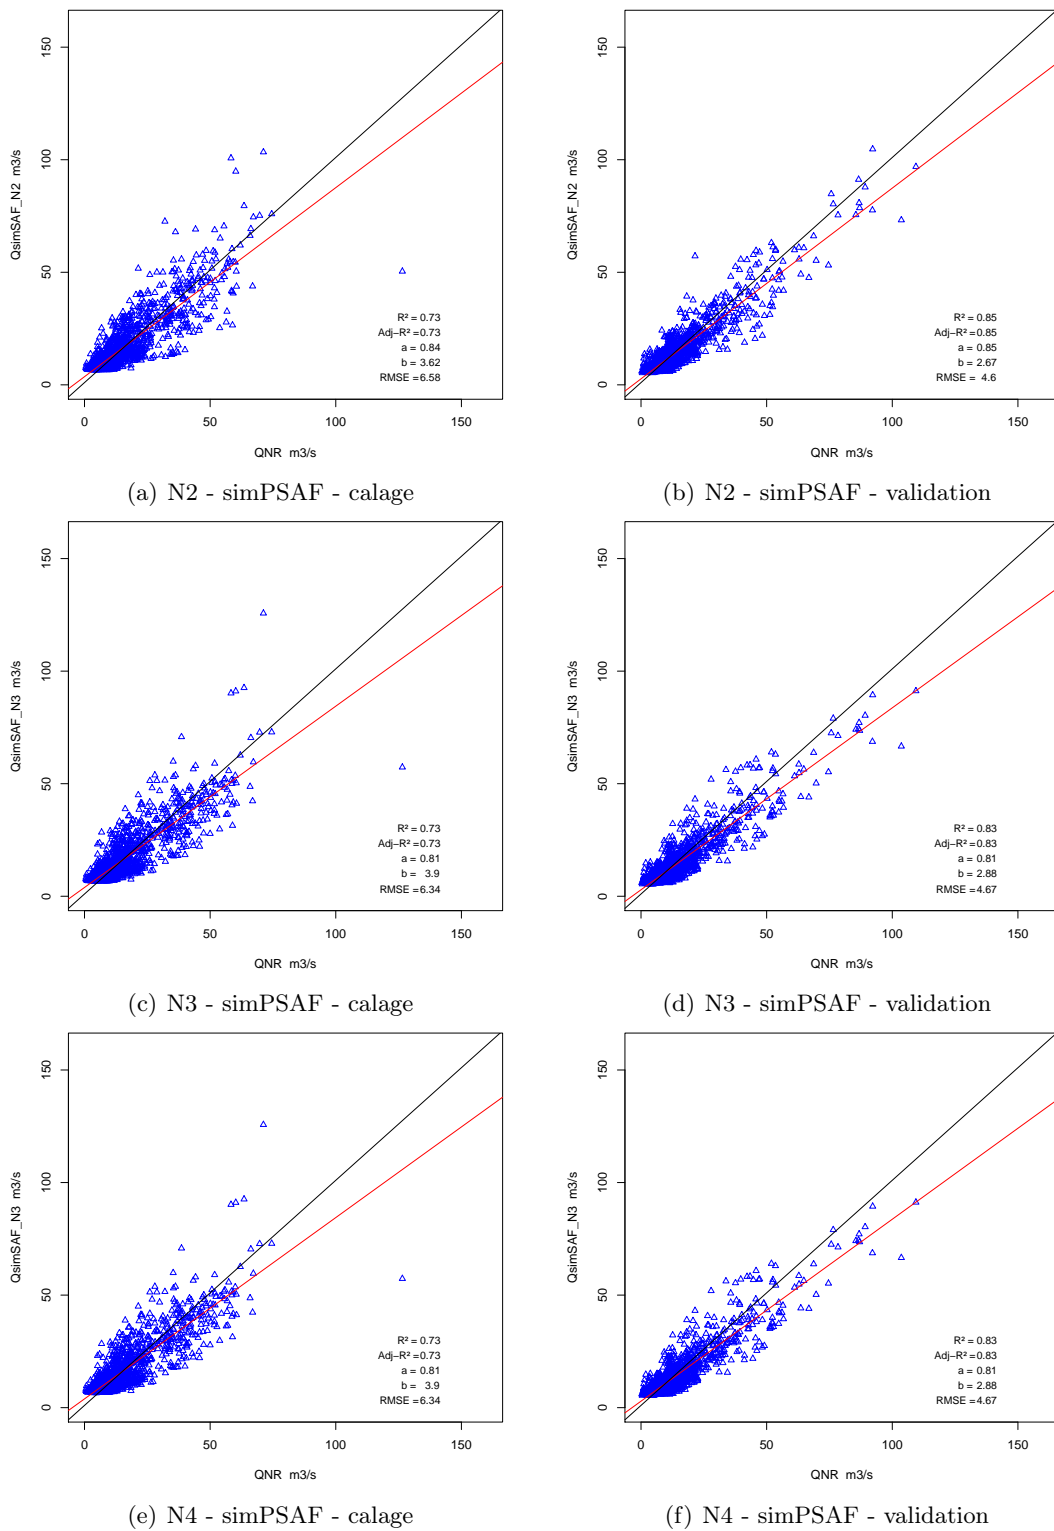 150
100
50
0
QsimSAF_N2 m3/s
R² = 0.73
Adj−R² = 0.73
a = 0.84
b = 3.62
RMSE = 6.58
0 50 100 150
QNR m3/s
(a) N2 - simPSAF - calage
150
100
50
0
QsimSAF_N2 m3/s
R² = 0.85
Adj−R² = 0.85
a = 0.85
b = 2.67
RMSE = 4.6
0 50 100 150
QNR m3/s
(b) N2 - simPSAF - validation
150
100
50
0
QsimSAF_N3 m3/s
R² = 0.73
Adj−R² = 0.73
a = 0.81
b = 3.9
RMSE = 6.34
0 50 100 150
QNR m3/s
(c) N3 - simPSAF - calage
150
100
50
0
QsimSAF_N3 m3/s
R² = 0.83
Adj−R² = 0.83
a = 0.81
b = 2.88
RMSE = 4.67
0 50 100 150
QNR m3/s
(d) N3 - simPSAF - validation
150
100
50
0
QsimSAF_N3 m3/s
R² = 0.73
Adj−R² = 0.73
a = 0.81
b = 3.9
RMSE = 6.34
0 50 100 150
QNR m3/s
(e) N4 - simPSAF - calage
150
100
50
0
QsimSAF_N3 m3/s
R² = 0.83
Adj−R² = 0.83
a = 0.81
b = 2.88
RMSE = 4.67
0 50 100 150
QNR m3/s
(f) N4 - simPSAF - validation